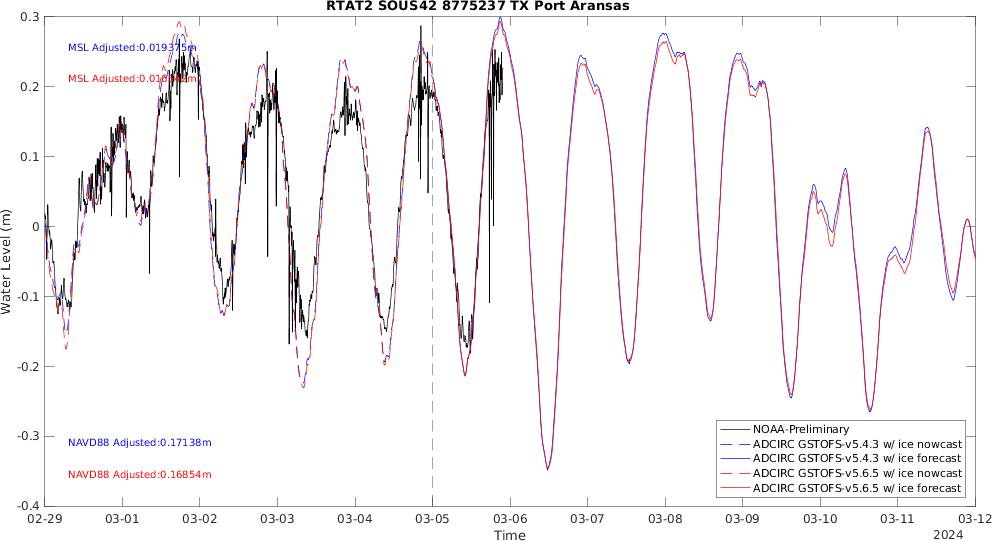 RTAT2 SOUS42 8775237 TX Port Aransas
0.3
0.2
0.1
0
-0.1
-0.2
-0.3
-0.4
Water Level (m)
MSL Adjusted:0.019375m
MSL Adjusted:
NAVD88 Adjusted:0.17138m
NAVD88 Adjusted:0.16854m
NOAA-Preliminary
ADCIRC GSTOFS-v5.4.3 w/ ice nowcast
ADCIRC GSTOFS-v5.4.3 w/ ice forecast
ADCIRC GSTOFS-v5.6.5 w/ ice nowcast
ADCIRC GSTOFS-v5.6.5 w/ ice forecast
02-29 03-01 03-02 03-03 03-04 03-05 03-06 03-07 03-08 03-09 03-10 03-11 03-12
Time
2024